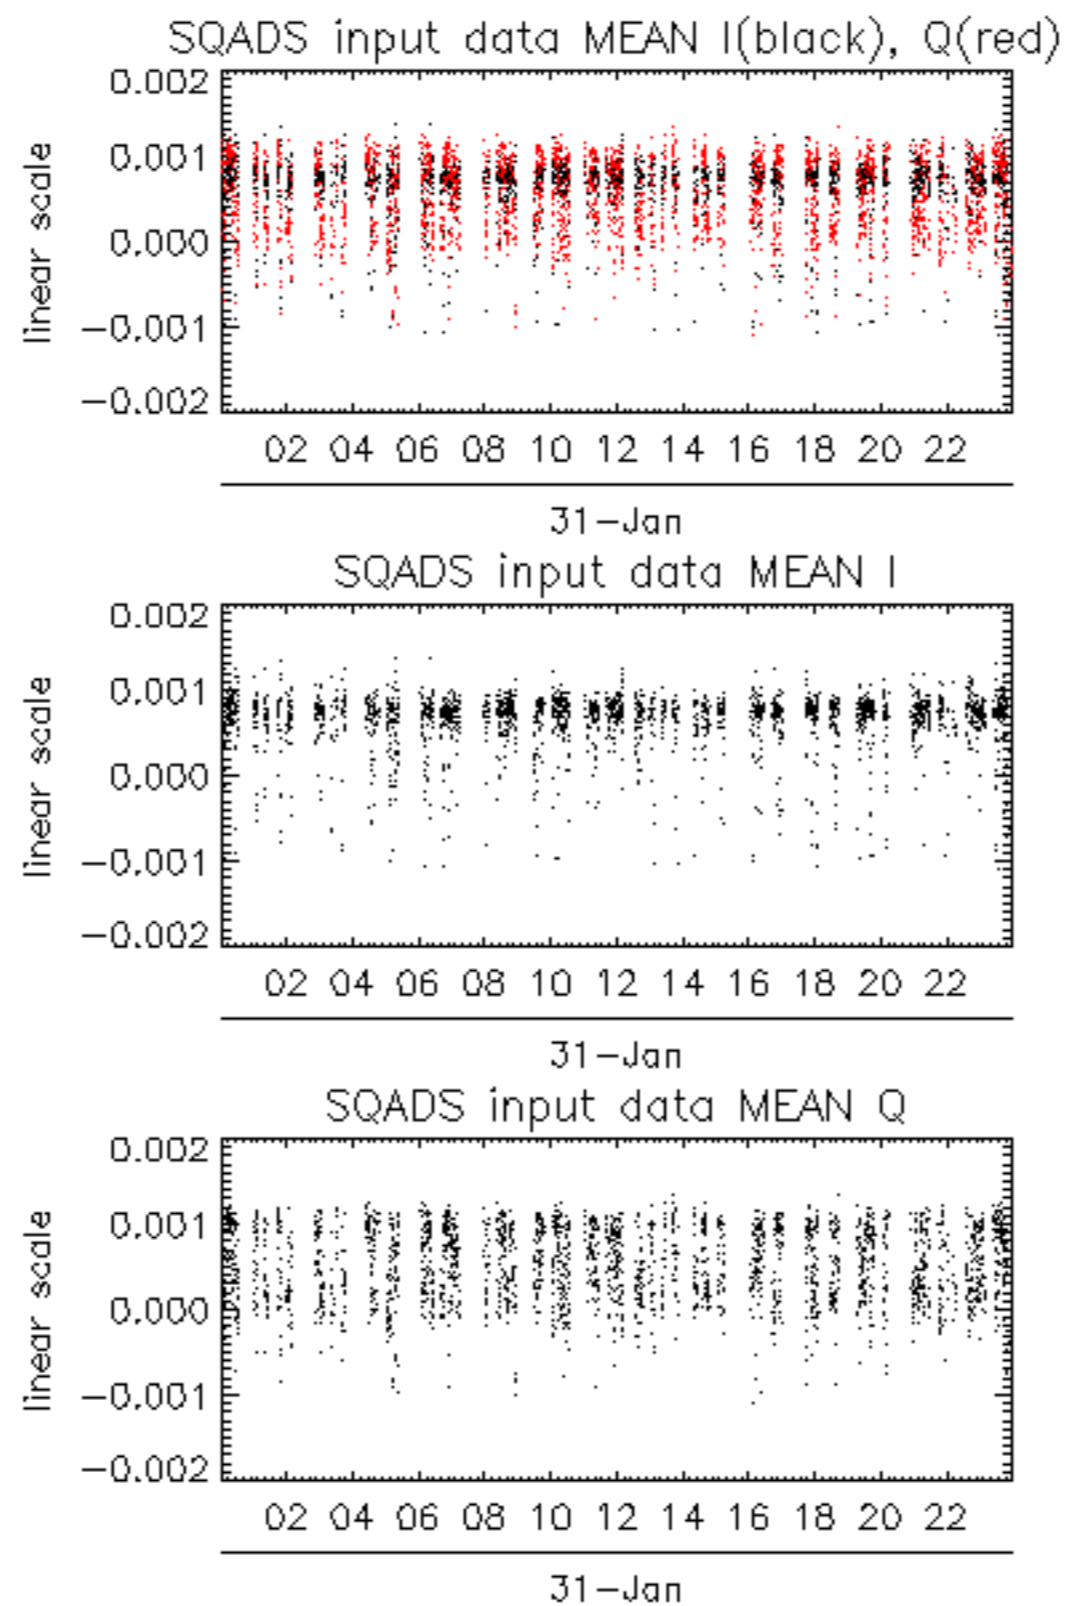 SQADS input data MEAN I(black), Q(red)
0.002
0.001
0.000
−0.001
−0.002
linear scale
02 04 06 08 10 12 14 16 18 20 22
31−Jan
SQADS input data MEAN I
0.002
0.001
0.000
−0.001
−0.002
linear scale
02 04 06 08 10 12 14 16 18 20 22
31−Jan
SQADS input data MEAN Q
0.002
0.001
0.000
−0.001
−0.002
linear scale
02 04 06 08 10 12 14 16 18 20 22
31−Jan